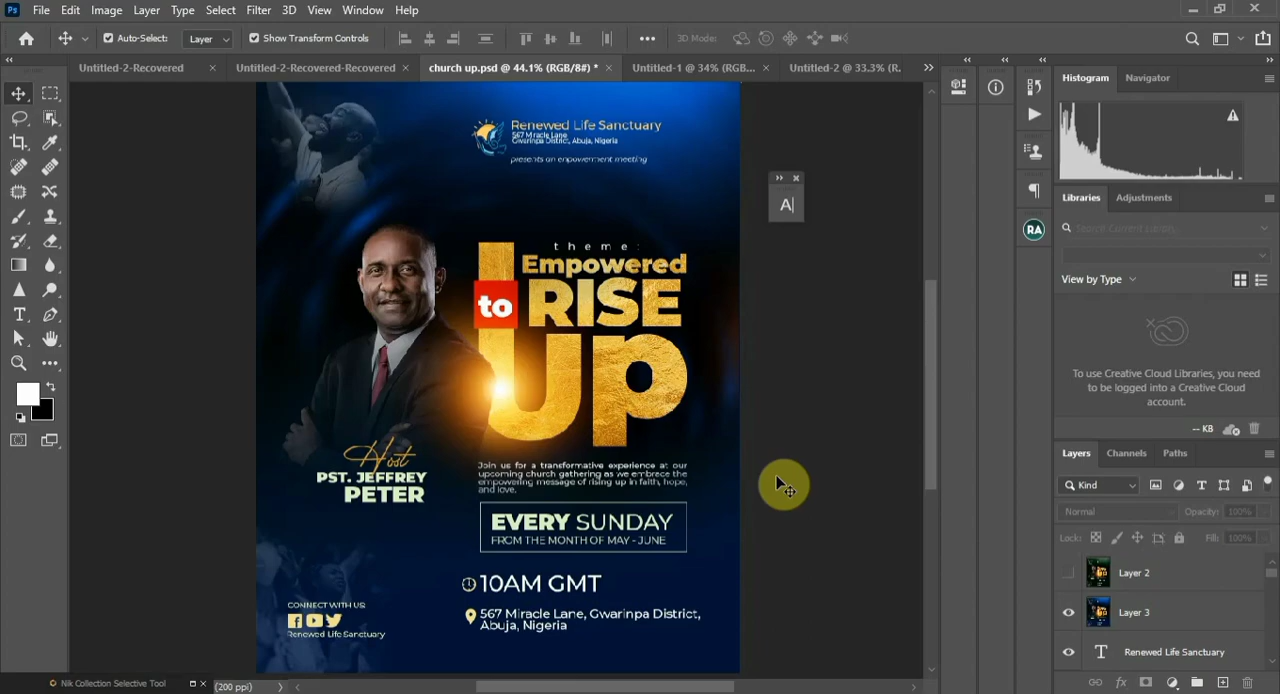 Ps File Edit Image Layer Type Select Filter 3D View Window Help
Auto-Select: Layer Show Transform Controls 3D Mode:
Untitled-2-Recovered Untitled-2-Recovered-Recovered church up.psd @ 44.1% (RGB/8#) * Untitled-1 @ 34% (RGB... Untitled-2 @ 33.3% (R.
Renewed Life Sanctuary
567 Miracle Lane
Gwarinpa District, Abuja, Nigeria
presents an empowerment meeting
A
theme:
Empowered
to RISE
Up
Host
PST. JEFFREY
PETER
Join us for a transformative experience at our
upcoming church gathering as we embrace the
empowering message of rising up in faith, hope,
and love.
EVERY SUNDAY
FROM THE MONTH OF MAY - JUNE
10AM GMT
567 Miracle Lane, Gwarinpa District,
Abuja, Nigeria
CONNECT WITH US:
Renewed Life Sanctuary
Histogram Navigator
Libraries Adjustments
RA
Search Current Library...
View by Type
To use Creative Cloud Libraries, you need
to be logged into a Creative Cloud
account.
-- KB
Layers Channels Paths
Kind
Normal Opacity: 100%
Lock: Fill: 100%
Layer 2
Layer 3
T Renewed Life Sanctuary
Nik Collection Selective Tool
(200 ppi)